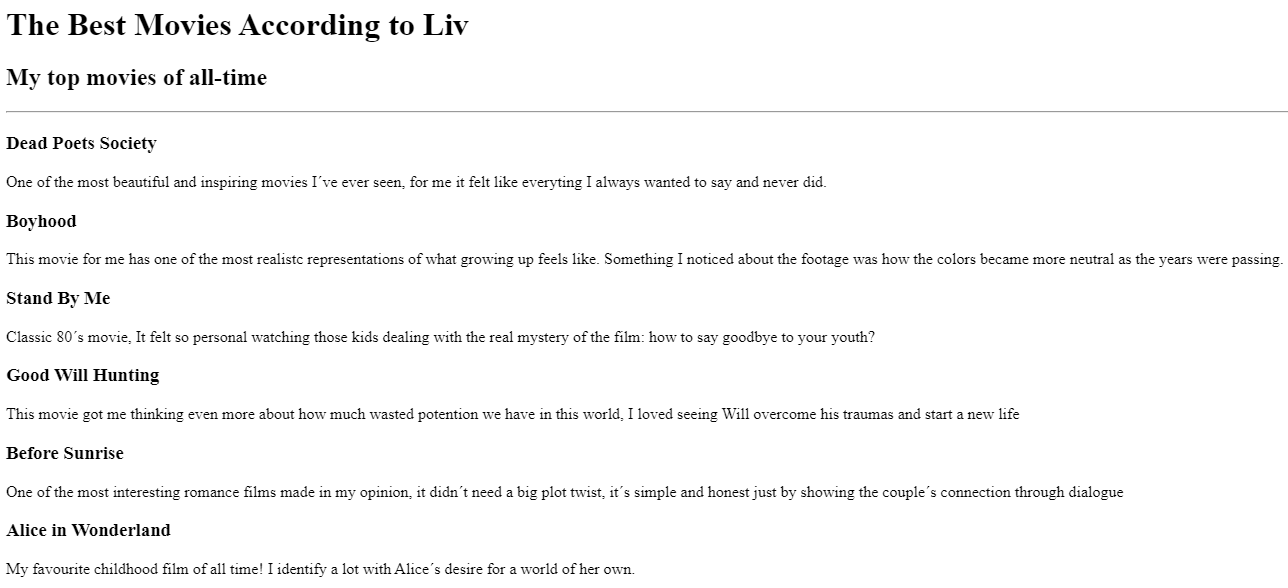 The Best Movies According to Liv
My top movies of all-time
Dead Poets Society
One of the most beautiful and inspiring movies I´ve ever seen, for me it felt like everyting I always wanted to say and never did.
Boyhood
This movie for me has one of the most realistc representations of what growing up feels like. Something I noticed about the footage was how the colors became more neutral as the years were passing.
Stand By Me
Classic 80´s movie, It felt so personal watching those kids dealing with the real mystery of the film: how to say goodbye to your youth?
Good Will Hunting
This movie got me thinking even more about how much wasted potention we have in this world, I loved seeing Will overcome his traumas and start a new life
Before Sunrise
One of the most interesting romance films made in my opinion, it didn´t need a big plot twist, it´s simple and honest just by showing the couple´s connection through dialogue
Alice in Wonderland
My favourite childhood film of all time! I identify a lot with Alice´s desire for a world of her own.